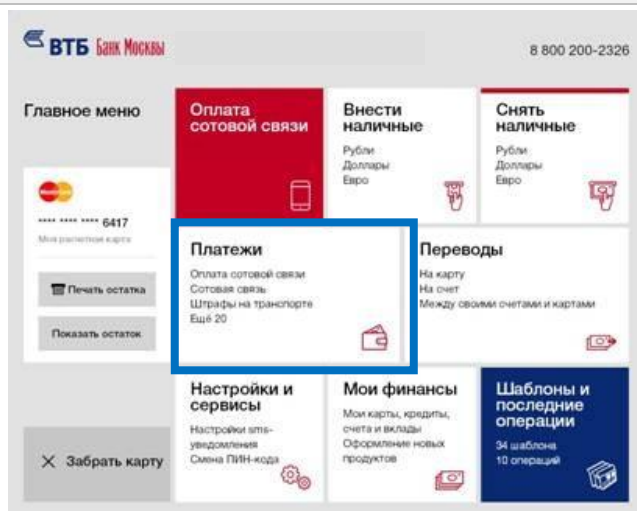 ВТБ Банк Москвы
8 800 200-2326
Главное меню
mastercard
**** **** **** 6417
Моя расчетная карта
Печать остатка
Показать остаток
Забрать карту
Оплата
сотовой связи
Внести
наличные
Рубли
Доллары
Евро
Снять
наличные
Рубли
Доллары
Евро
Платежи
Оплата сотовой связи
Сотовая связь
Штрафы на транспорте
Ещё 20
Переводы
На карту
На счет
Между своими счетами и картами
Настройки и
сервисы
Настройки sms-
уведомления
Смена ПИН-кода
Мои финансы
Мои карты, кредиты,
счета и вклады
Оформление новых
продуктов
Шаблоны и
последние
операции
34 шаблона
10 операций